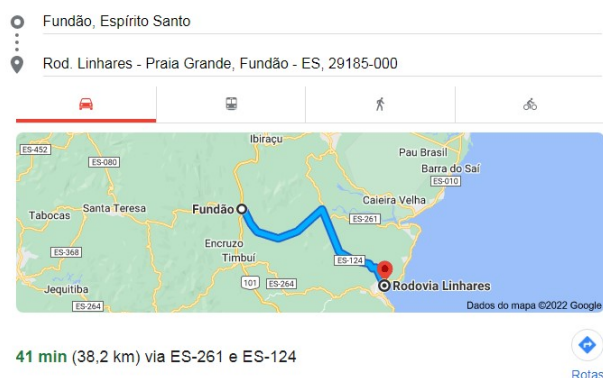 Fundão, Espírito Santo
Rod. Linhares - Praia Grande, Fundão - ES, 29185-000
Ibiraçu
ES-452
ES-080
Pau Brasil
Barra do Saí
ES-010
Caieira Velha
Santa Teresa
Fundão
Tabocas
ES-261
Encruzo
Timbuí
ES-368
ES-124
101
ES-264
Rodovia Linhares
Jequitiba
ES-264
Dados do mapa ©2022 Google
41 min (38,2 km) via ES-261 e ES-124
Rotas